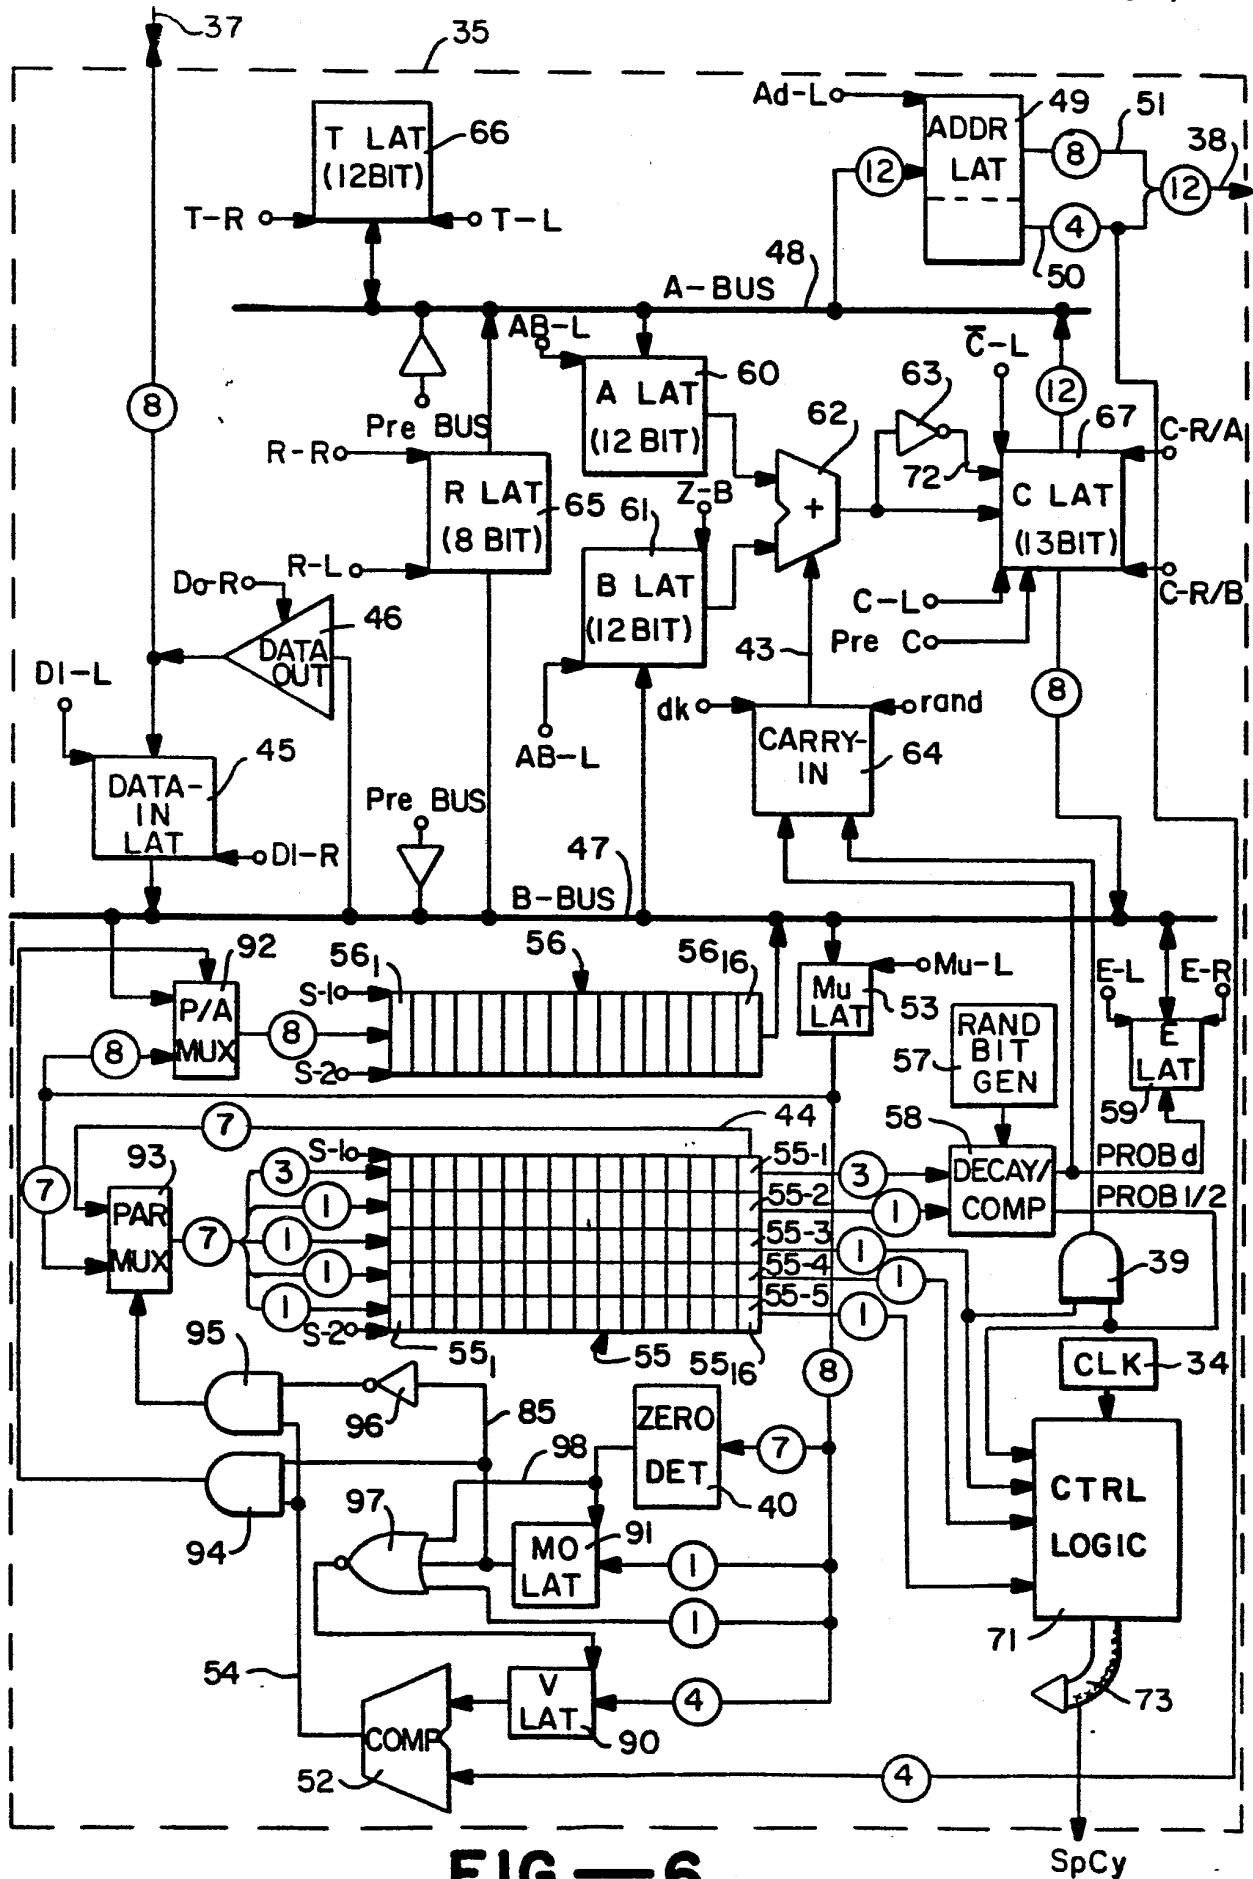 37
35
T LAT
(12BIT)
66
T-R
T-L
Ad-L
ADDR
LAT
49
51
38
12
8
12
4
50
48
A-BUS
AB-L
Pre BUS
8
A LAT
(12 BIT)
60
63
62
C̅-L
12
67
C-R/A
R-R
R LAT
(8 BIT)
65
R-L
Z-B
61
+
72
C LAT
(13BIT)
C-R/B
Do-R
46
DATA
OUT
B LAT
(12BIT)
C-L
Pre C
43
DI-L
8
dk
rand
AB-L
CARRY-
IN
64
45
DATA-
IN
LAT
DI-R
Pre BUS
47
B-BUS
92
P/A
MUX
8
8
S-1
S-2
56₁
56
56₁₆
Mu-L
Mu
LAT
53
E-L
E-R
RAND
BIT
GEN
57
E
LAT
59
7
44
7
93
PAR
MUX
7
S-1
3
1
1
1
1
S-2
55-1
55-2
55-3
55-4
55-5
3
1
1
1
1
58
DECAY/
COMP
PROB d
PROB 1/2
39
55₁
55
55₁₆
95
96
85
98
8
CLK
34
ZERO
DET
40
7
CTRL
LOGIC
71
94
97
MO
LAT
91
1
1
54
V
LAT
90
4
COMP
52
4
73
SpCy
FIG—6